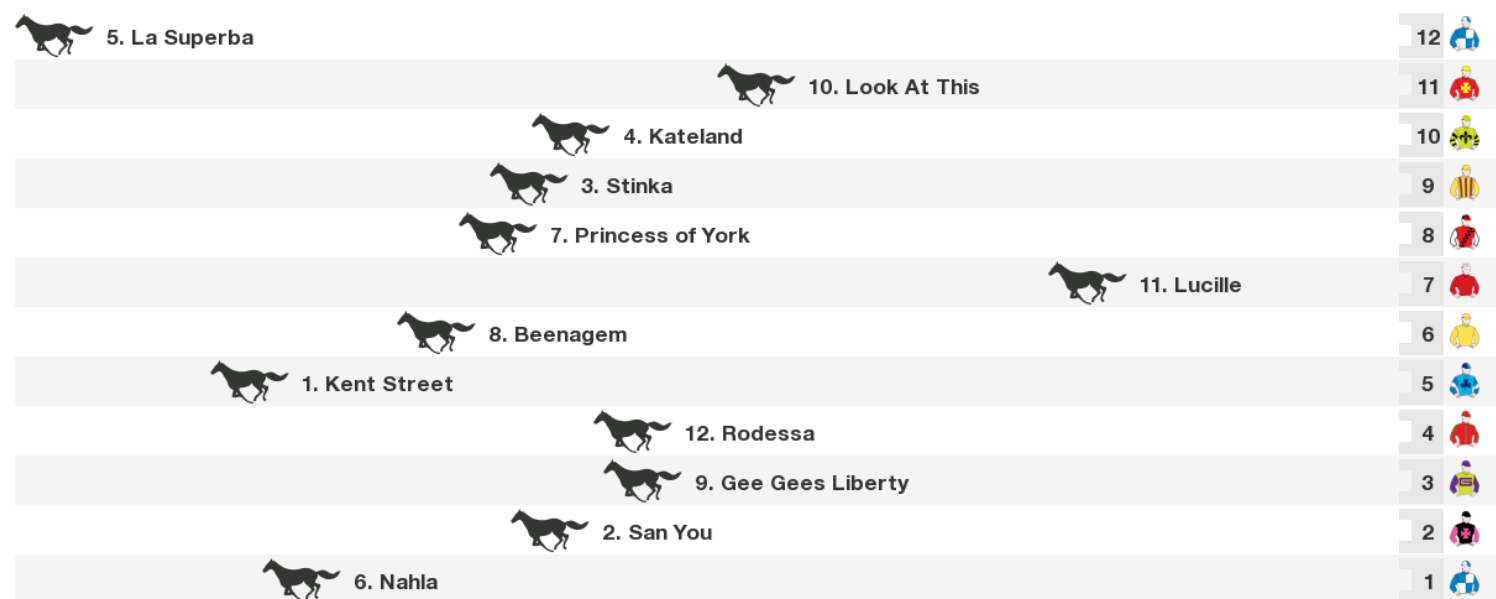 5. La Superba 12
10. Look At This 11
4. Kateland 10
3. Stinka 9
7. Princess of York 8
11. Lucille 7
8. Beenagem 6
1. Kent Street 5
12. Rodessa 4
9. Gee Gees Liberty 3
2. San You 2
6. Nahla 1